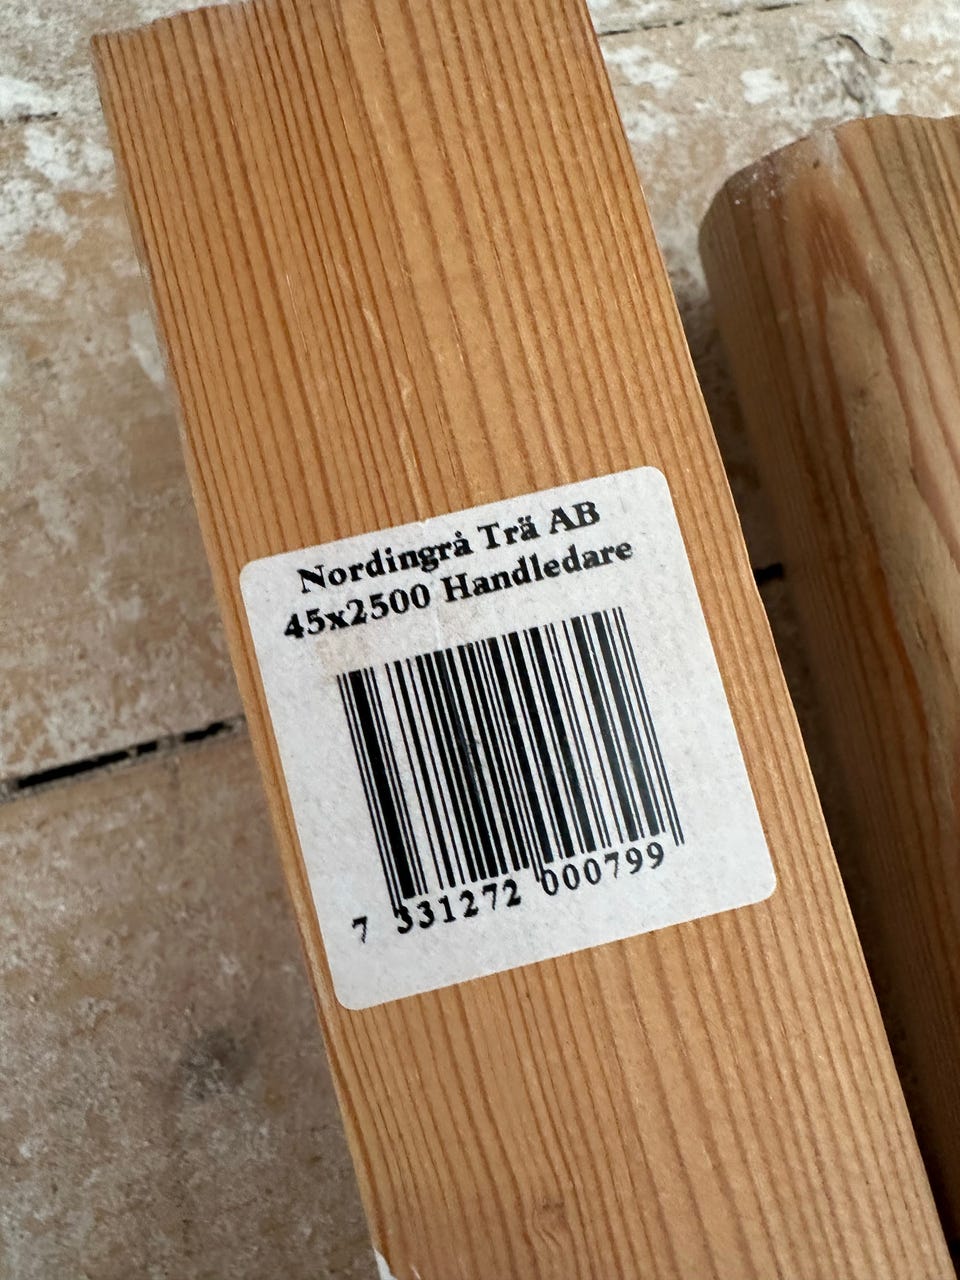 Nordingrå Trä AB
45x2500 Handledare
7 331272 000799